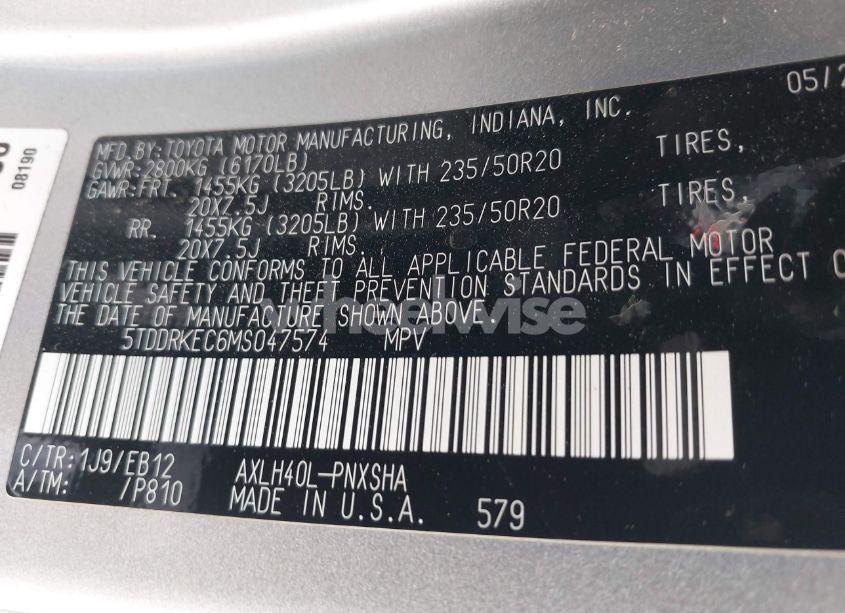 05/2
MFD.BY:TOYOTA MOTOR MANUFACTURING, INDIANA, INC.
GVWR:2800KG (6170LB)
GAWR:FRT. 1455KG (3205LB) WITH 235/50R20 TIRES,
20X7.5J RIMS.
RR. 1455KG (3205LB) WITH 235/50R20 TIRES,
20X7.5J RIMS.
THIS VEHICLE CONFORMS TO ALL APPLICABLE FEDERAL MOTOR
VEHICLE SAFETY AND THEFT PREVENTION STANDARDS IN EFFECT O
THE DATE OF MANUFACTURE SHOWN ABOVE.
5TDDRKEC6MS047574 MPV
C/TR:1J9/EB12 AXLH40L-PNXSHA
A/TM: /P810 MADE IN U.S.A. 579
08190
wheelwise